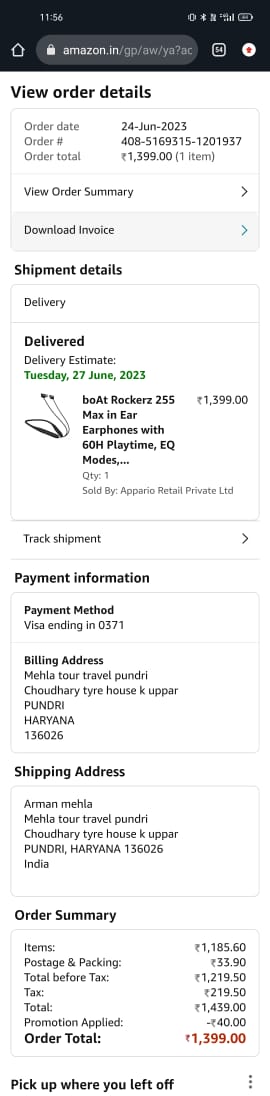 11:56
amazon.in/gp/aw/ya?ac
54
View order details
Order date 24-Jun-2023
Order # 408-5169315-1201937
Order total ₹1,399.00 (1 item)
View Order Summary
Download Invoice
Shipment details
Delivery
Delivered
Delivery Estimate:
Tuesday, 27 June, 2023
boAt Rockerz 255 ₹1,399.00
Max in Ear
Earphones with
60H Playtime, EQ
Modes,...
Qty: 1
Sold By: Appario Retail Private Ltd
Track shipment
Payment information
Payment Method
Visa ending in 0371
Billing Address
Mehla tour travel pundri
Choudhary tyre house k uppar
PUNDRI
HARYANA
136026
Shipping Address
Arman mehla
Mehla tour travel pundri
Choudhary tyre house k uppar
PUNDRI, HARYANA 136026
India
Order Summary
Items: ₹1,185.60
Postage & Packing: ₹33.90
Total before Tax: ₹1,219.50
Tax: ₹219.50
Total: ₹1,439.00
Promotion Applied: -₹40.00
Order Total: ₹1,399.00
Pick up where you left off